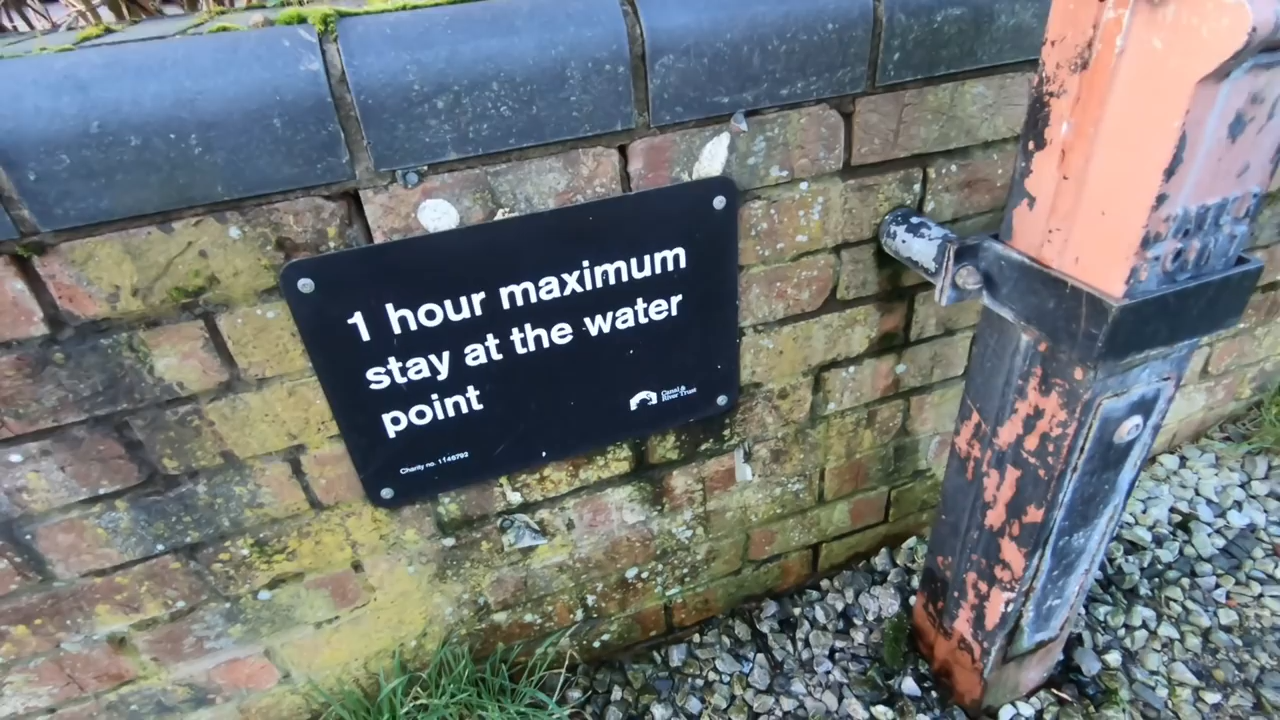 1 hour maximum
stay at the water
point
Canal &
River Trust
Charity no. 1146792